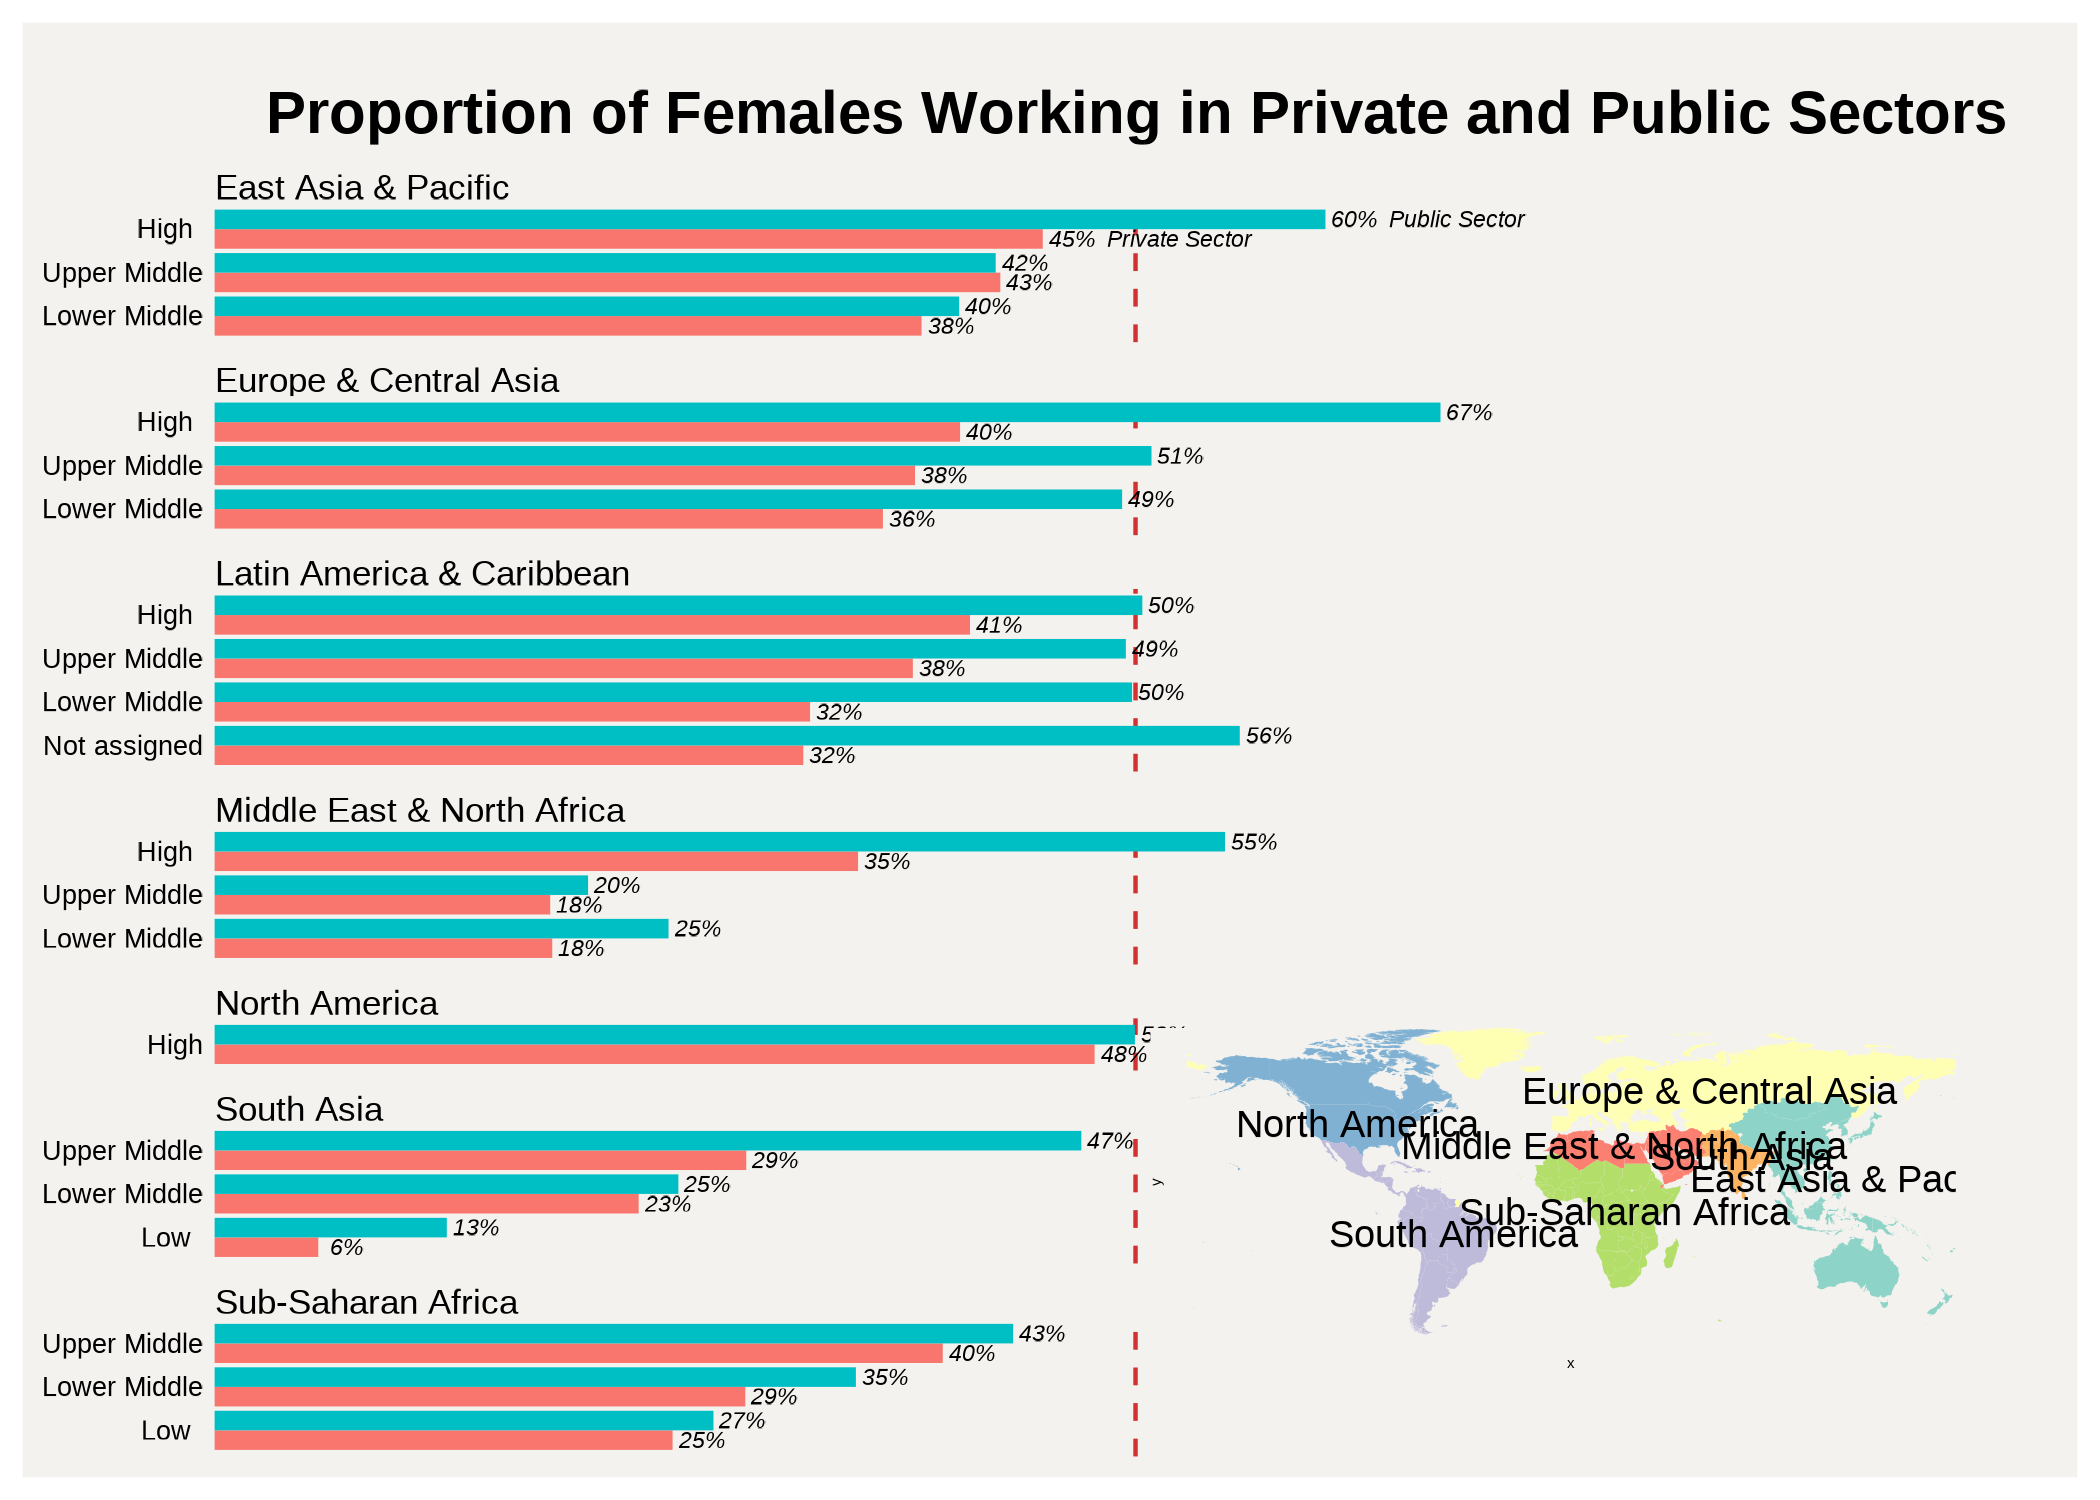 Proportion of Females Working in Private and Public Sectors
East Asia & Pacific
High
60% Public Sector
45% Private Sector
Upper Middle
42%
43%
Lower Middle
40%
38%
Europe & Central Asia
High
67%
40%
Upper Middle
51%
38%
Lower Middle
49%
36%
Latin America & Caribbean
High
50%
41%
Upper Middle
49%
38%
Lower Middle
50%
32%
Not assigned
56%
32%
Middle East & North Africa
High
55%
35%
Upper Middle
20%
18%
Lower Middle
25%
18%
North America
High
48%
South Asia
Upper Middle
47%
29%
Lower Middle
25%
23%
Low
13%
6%
Sub-Saharan Africa
Upper Middle
43%
40%
Lower Middle
35%
29%
Low
27%
25%
Europe & Central Asia
North America
Middle East & North Africa
South Asia
East Asia & Pac
Sub-Saharan Africa
South America
y
x